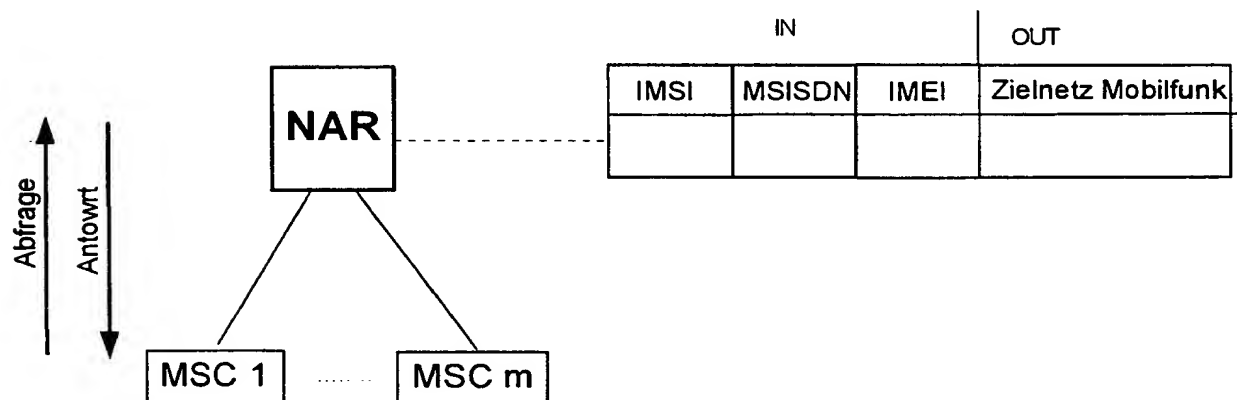 IN OUT
IMSI MSISDN IMEI Zielnetz Mobilfunk
NAR
Abfrage
Antowrt
MSC 1 ........ MSC m